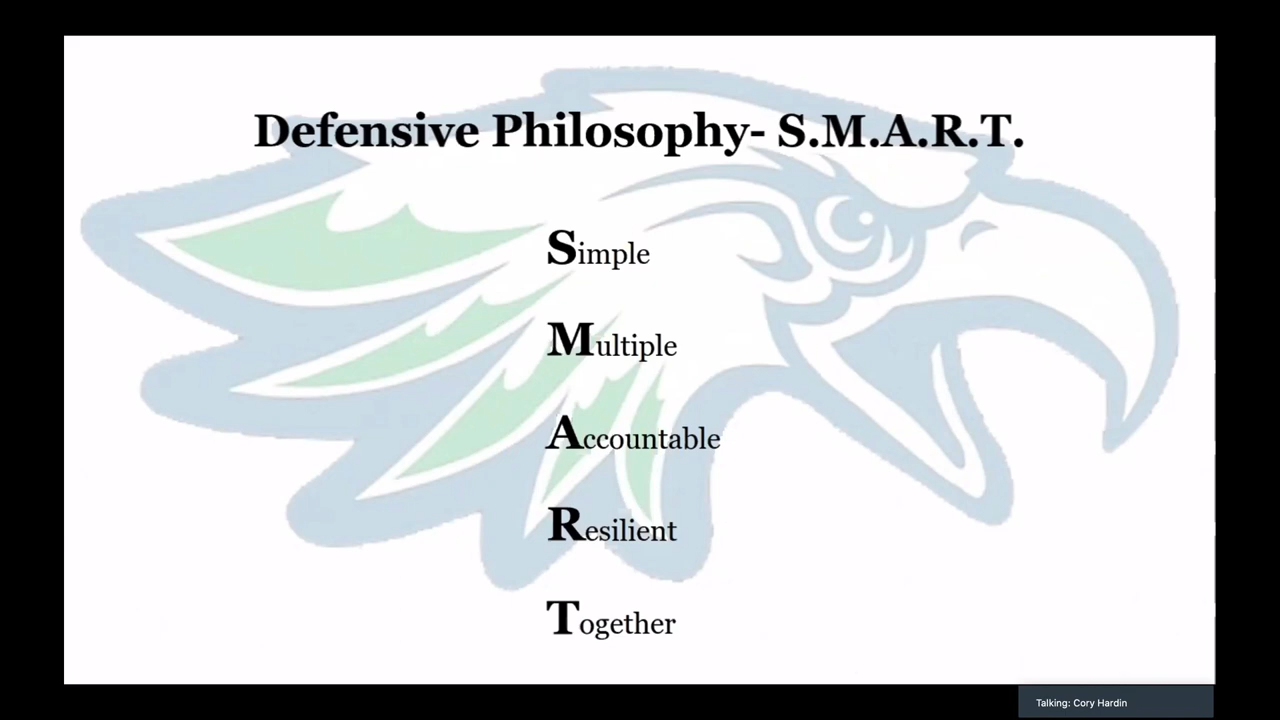 Defensive Philosophy- S.M.A.R.T.
Simple
Multiple
Accountable
Resilient
Together
Talking: Cory Hardin